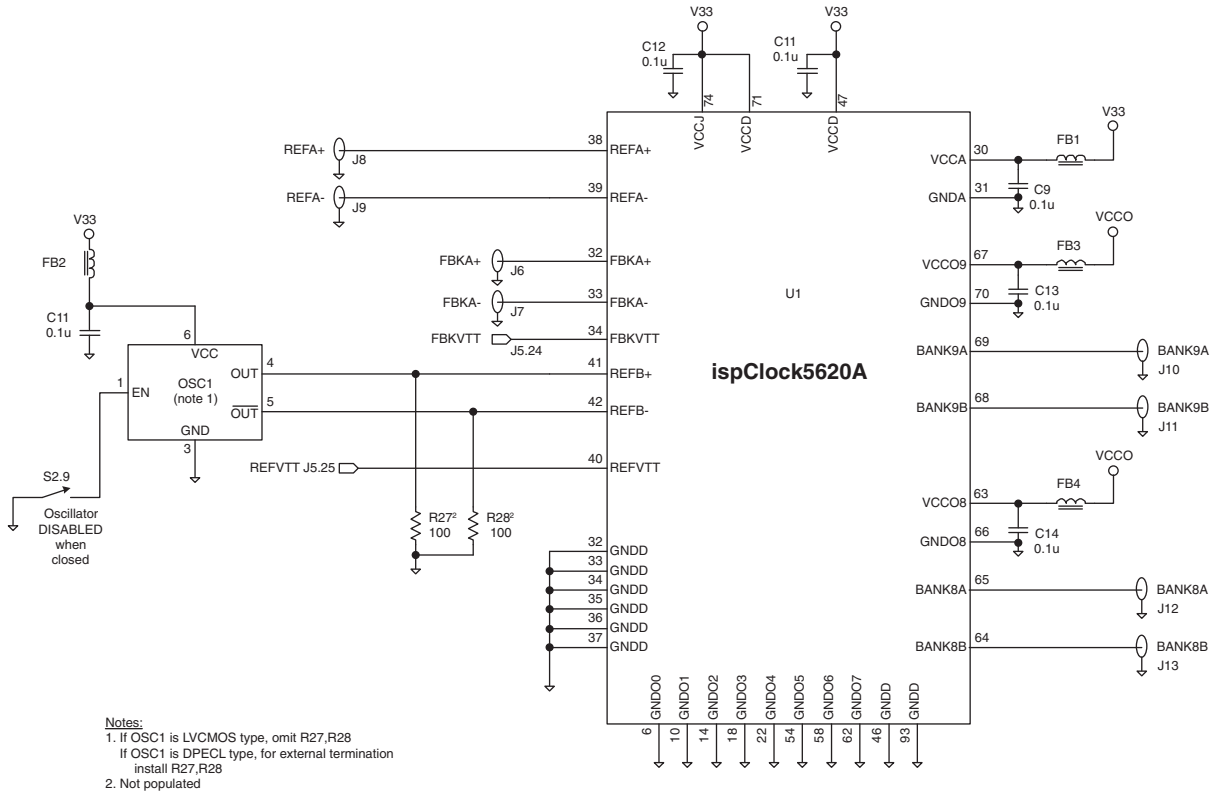 V33
V33
C12
0.1u
C11
0.1u
74
71
47
VCCJ
VCCD
VCCD
V33
REFA+
J8
38
REFA+
VCCA
30
FB1
REFA-
J9
39
REFA-
GNDA
31
C9
0.1u
V33
FB2
VCCO
FBKA+
J6
32
FBKA+
VCCO9
67
FB3
FBKA-
J7
33
FBKA-
U1
GNDO9
70
C13
0.1u
C11
0.1u
6
VCC
FBKVTT
J5.24
34
FBKVTT
BANK9A
69
BANK9A
J10
1
EN
OSC1
(note 1)
OUT
4
41
REFB+
ispClock5620A
OUT
5
42
REFB-
BANK9B
68
BANK9B
J11
GND
3
REFVTT J5.25
40
REFVTT
VCCO
S2.9
Oscillator
DISABLED
when
closed
VCCO8
63
FB4
R27²
100
R28²
100
GNDO8
66
C14
0.1u
32
GNDD
33
GNDD
34
GNDD
35
GNDD
36
GNDD
37
GNDD
BANK8A
65
BANK8A
J12
BANK8B
64
BANK8B
J13
GNDO0
GNDO1
GNDO2
GNDO3
GNDO4
GNDO5
GNDO6
GNDO7
GNDD
GNDD
6
10
14
18
22
54
58
62
46
93
Notes:
1. If OSC1 is LVCMOS type, omit R27,R28
If OSC1 is DPECL type, for external termination
install R27,R28
2. Not populated